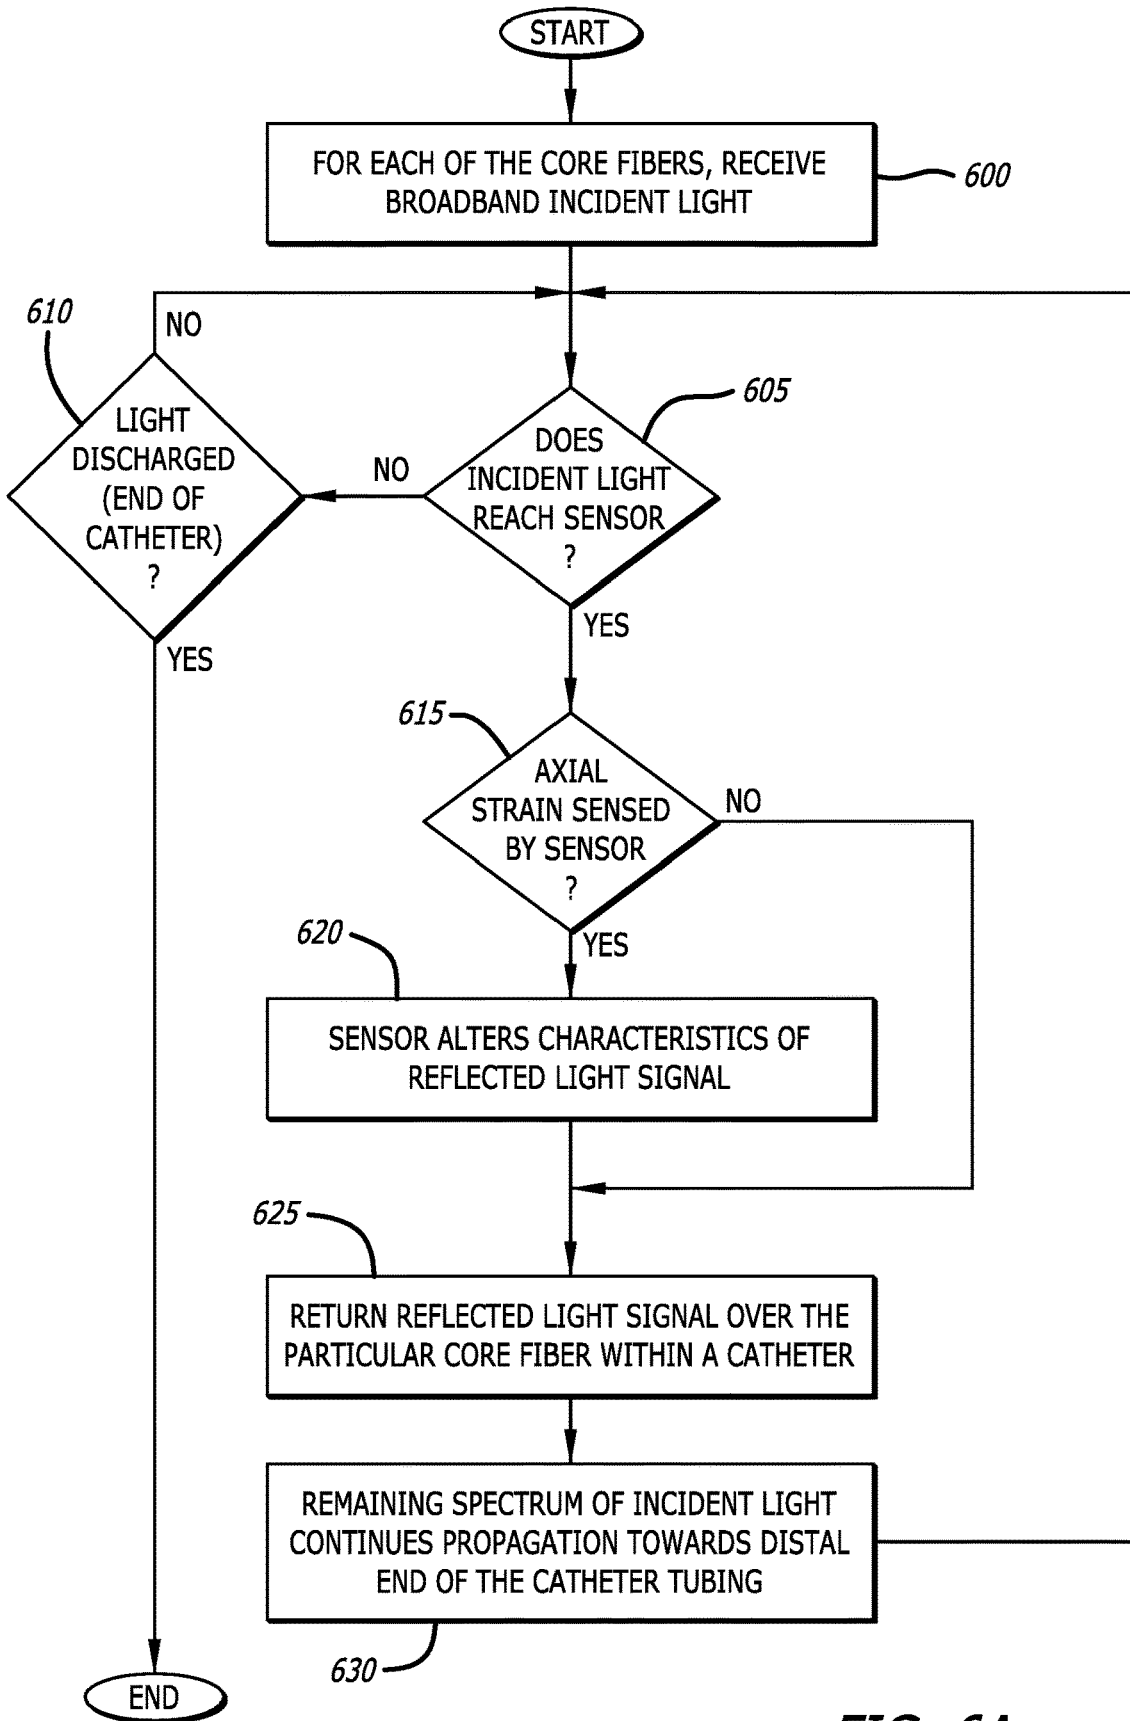 START
FOR EACH OF THE CORE FIBERS, RECEIVE
BROADBAND INCIDENT LIGHT
600
610
NO
LIGHT
DISCHARGED
(END OF
CATHETER)
?
YES
NO
605
DOES
INCIDENT LIGHT
REACH SENSOR
?
YES
615
AXIAL
STRAIN SENSED
BY SENSOR
?
NO
YES
620
SENSOR ALTERS CHARACTERISTICS OF
REFLECTED LIGHT SIGNAL
625
RETURN REFLECTED LIGHT SIGNAL OVER THE
PARTICULAR CORE FIBER WITHIN A CATHETER
REMAINING SPECTRUM OF INCIDENT LIGHT
CONTINUES PROPAGATION TOWARDS DISTAL
END OF THE CATHETER TUBING
630
END